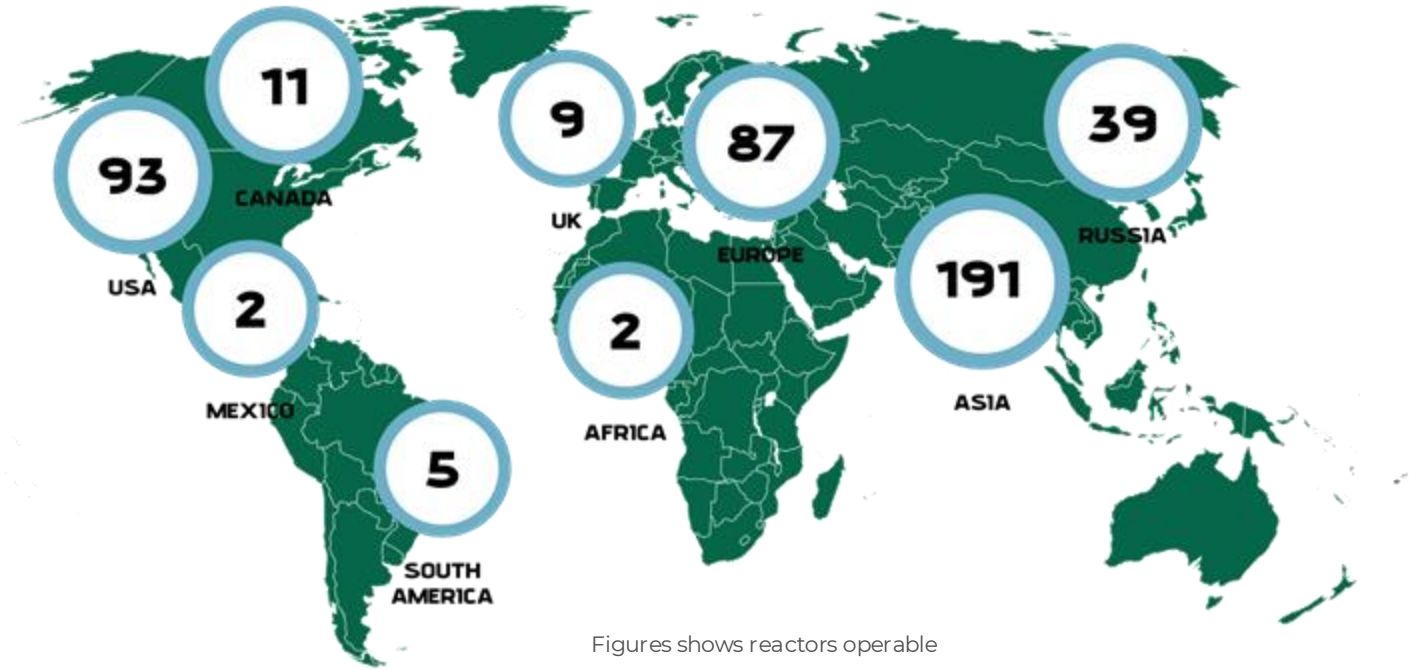 11
CANADA
93
USA
2
MEXICO
5
SOUTH
AMERICA
9
UK
87
EUROPE
2
AFRICA
39
RUSSIA
191
ASIA
Figures shows reactors operable